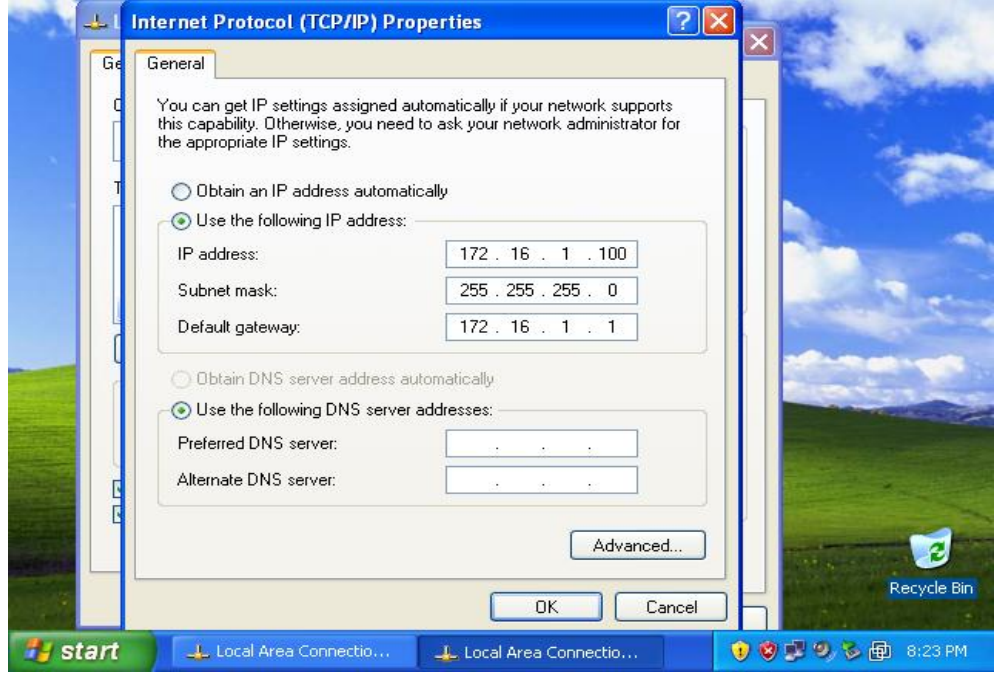 Internet Protocol (TCP/IP) Properties
General
You can get IP settings assigned automatically if your network supports
this capability. Otherwise, you need to ask your network administrator for
the appropriate IP settings.
Obtain an IP address automatically
Use the following IP address:
IP address: 172 . 16 . 1 . 100
Subnet mask: 255 . 255 . 255 . 0
Default gateway: 172 . 16 . 1 . 1
Obtain DNS server address automatically
Use the following DNS server addresses:
Preferred DNS server: . . .
Alternate DNS server: . . .
Advanced...
Recycle Bin
OK Cancel
start Local Area Connectio... Local Area Connectio... 8:23 PM